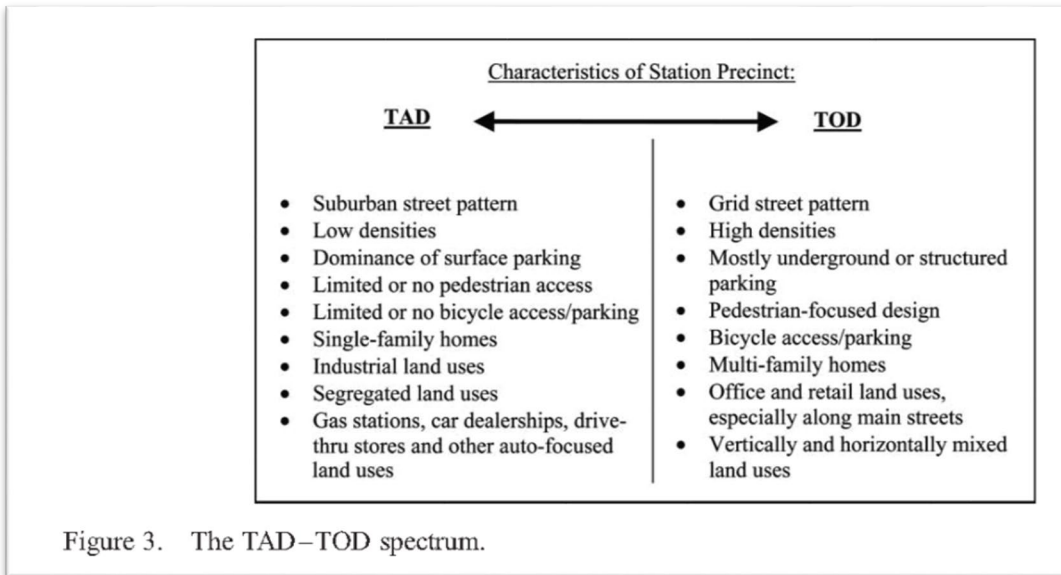 Characteristics of Station Precinct:
TAD
TOD
• Suburban street pattern
• Low densities
• Dominance of surface parking
• Limited or no pedestrian access
• Limited or no bicycle access/parking
• Single-family homes
• Industrial land uses
• Segregated land uses
• Gas stations, car dealerships, drive-
thru stores and other auto-focused
land uses
• Grid street pattern
• High densities
• Mostly underground or structured
parking
• Pedestrian-focused design
• Bicycle access/parking
• Multi-family homes
• Office and retail land uses,
especially along main streets
• Vertically and horizontally mixed
land uses
Figure 3. The TAD–TOD spectrum.